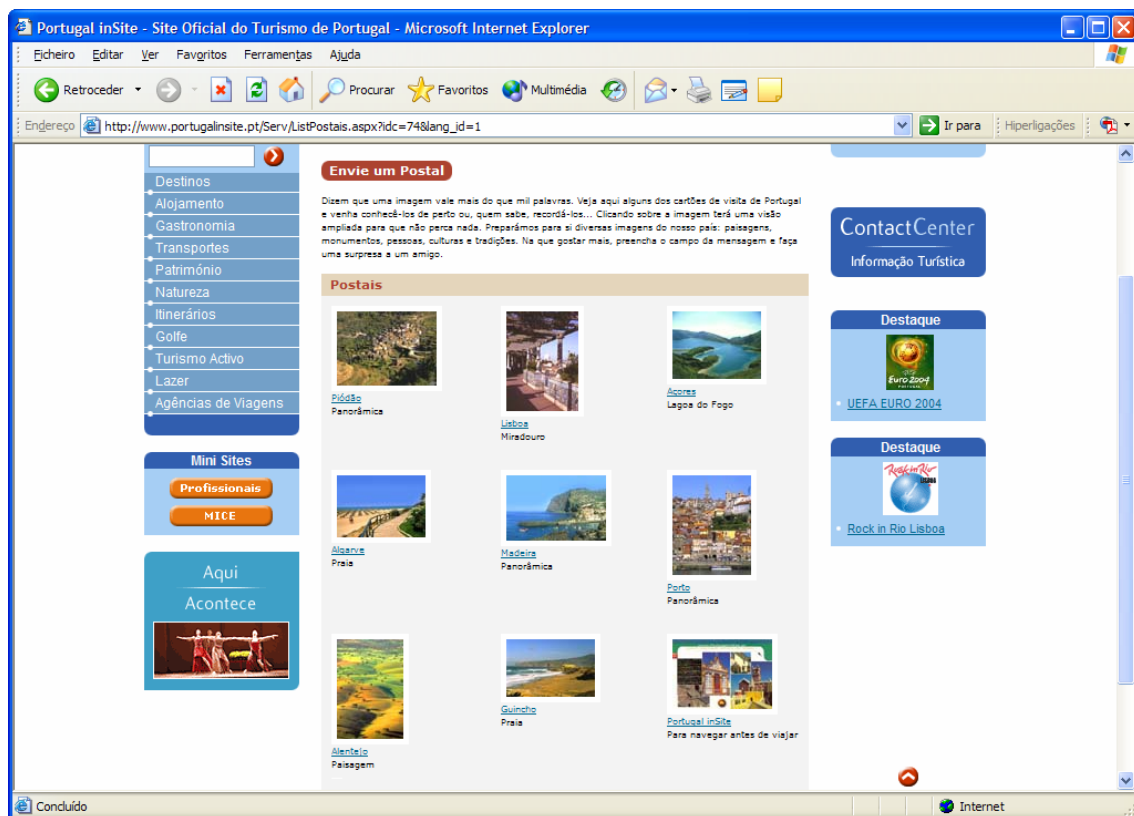 Portugal inSite - Site Oficial do Turismo de Portugal - Microsoft Internet Explorer
Ficheiro Editar Ver Favoritos Ferramentas Ajuda
Retroceder Procurar Favoritos Multimédia
Endereço http://www.portugalinsite.pt/Serv/ListPostais.aspx?idc=74&lang_id=1 Ir para Hiperligações
Destinos
Alojamento
Gastronomia
Transportes
Património
Natureza
Itinerários
Golfe
Turismo Activo
Lazer
Agências de Viagens
Mini Sites
Profissionais
MICE
Aqui
Acontece
Envie um Postal
Dizem que uma imagem vale mais do que mil palavras. Veja aqui alguns dos cartões de visita de Portugal
e venha conhecê-los de perto ou, quem sabe, recordá-los... Clicando sobre a imagem terá uma visão
ampliada para que não perca nada. Preparámos para si diversas imagens do nosso país: paisagens,
monumentos, pessoas, culturas e tradições. Na que gostar mais, preencha o campo da mensagem e faça
uma surpresa a um amigo.
Postais
Piódão
Panorâmica
Lisboa
Miradouro
Açores
Lagoa do Fogo
Algarve
Praia
Madeira
Panorâmica
Porto
Panorâmica
Alentejo
Paisagem
Guincho
Praia
Portugal inSite
Para navegar antes de viajar
ContactCenter
Informação Turística
Destaque
Euro2004
UEFA EURO 2004
Destaque
Rock in Rio
LISBOA
Rock in Rio Lisboa
Concluído
Internet